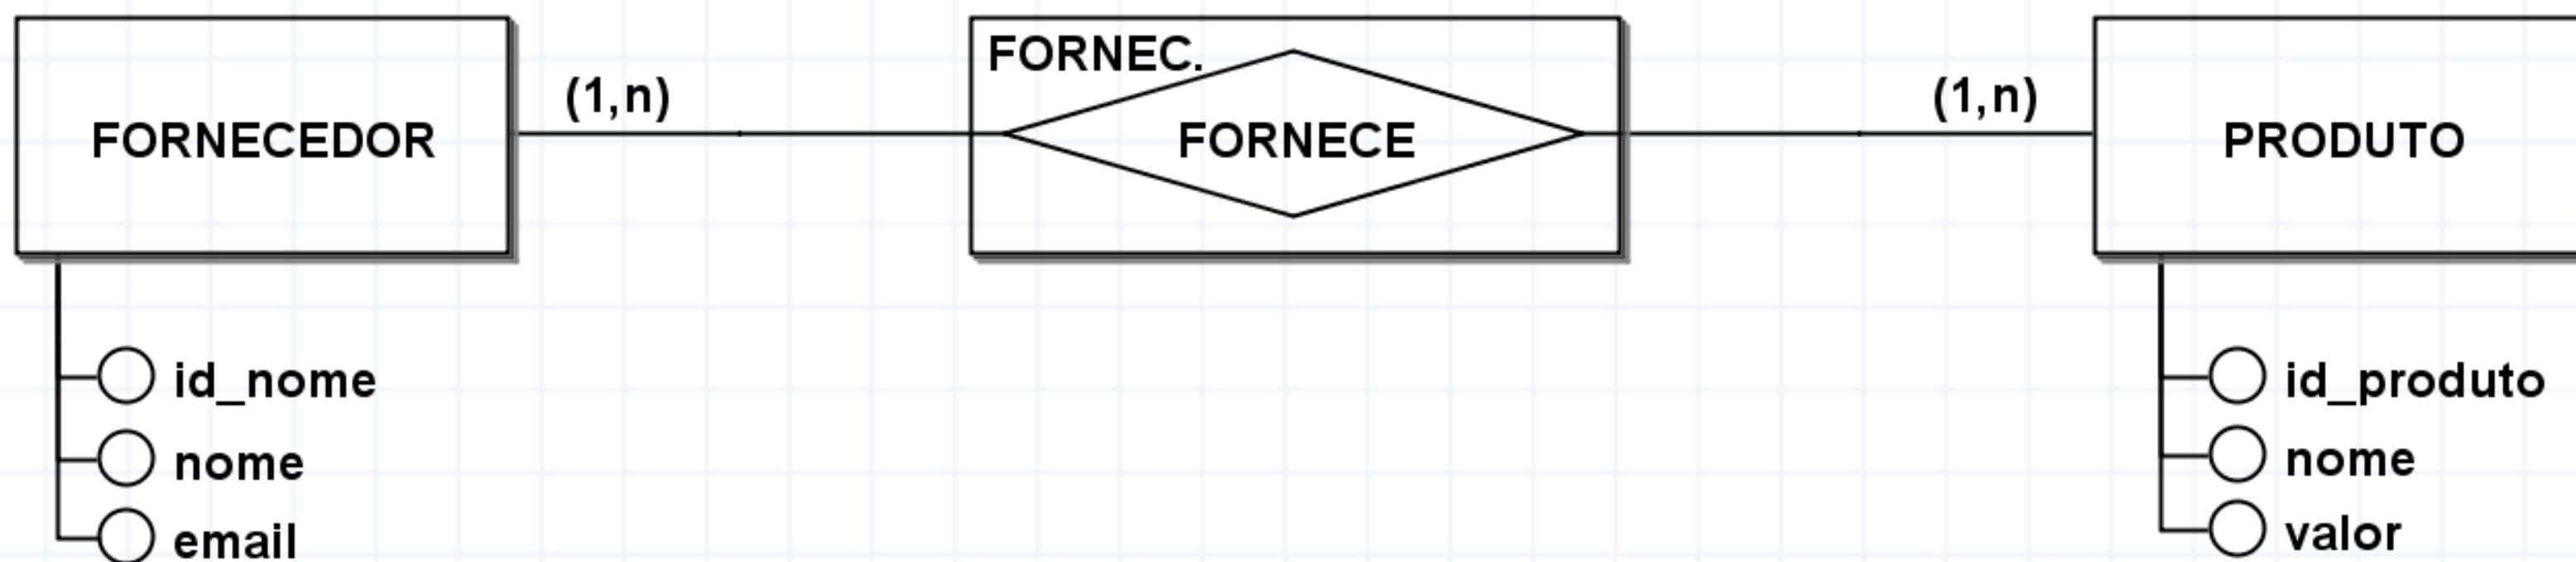 FORNECEDOR
(1,n)
FORNEC.
FORNECE
(1,n)
PRODUTO
id_nome
nome
email
id_produto
nome
valor